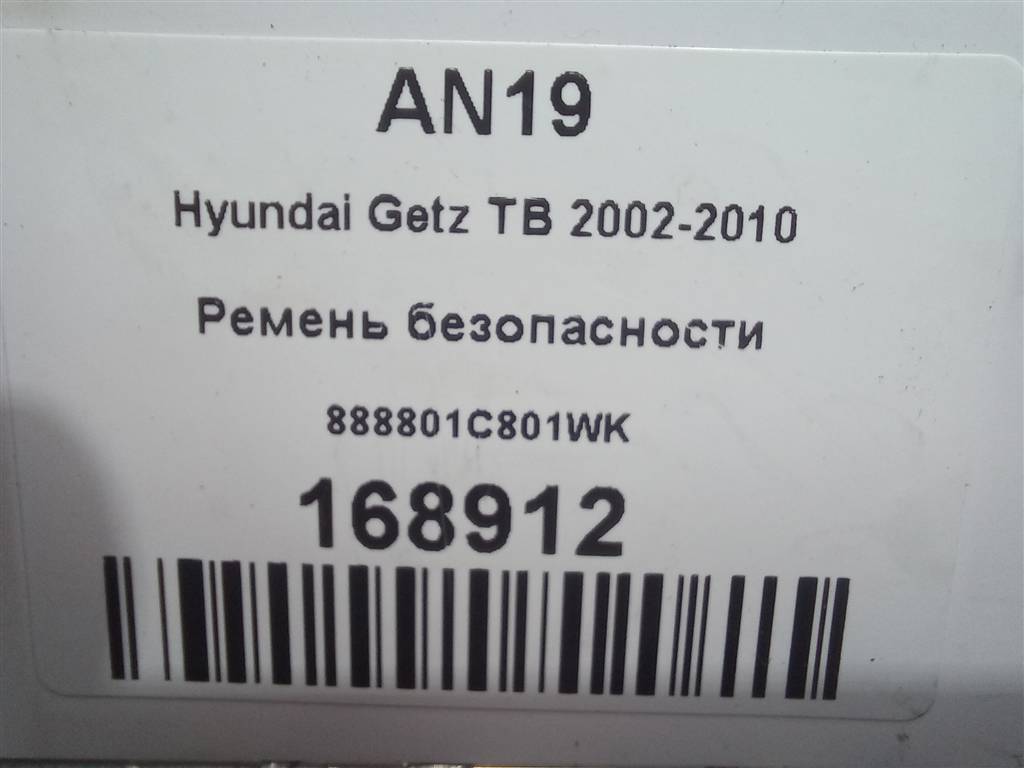 AN19
Hyundai Getz TB 2002-2010
Ремень безопасности
888801C801WK
168912